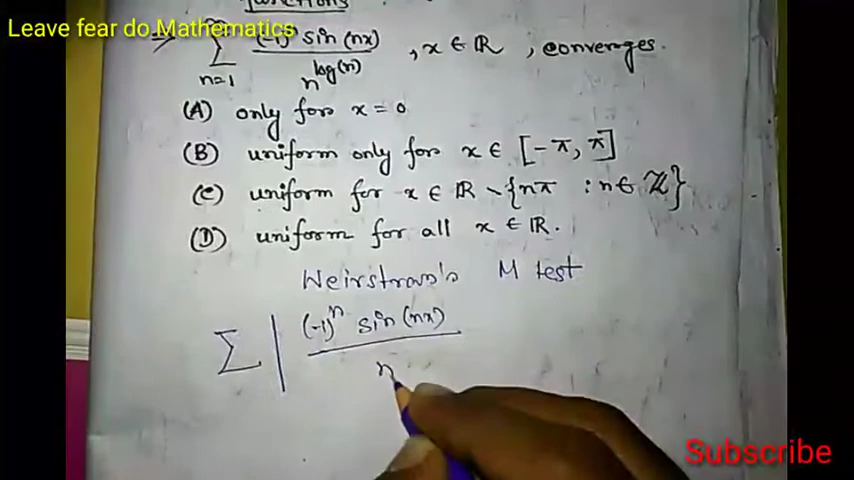 functions
Leave fear do Mathematics
⇒ ∑_{n=1}^{∞} (-1)^n sin(nx) / n^{log(n)} , x ∈ ℝ , converges.
(A) only for x = 0
(B) uniform only for x ∈ [-π, π]
(C) uniform for x ∈ ℝ ∖ {nπ : n ∈ ℤ}
(D) uniform for all x ∈ ℝ.
Weirstrass's M test
∑ | (-1)^n sin(nx) / n
Subscribe